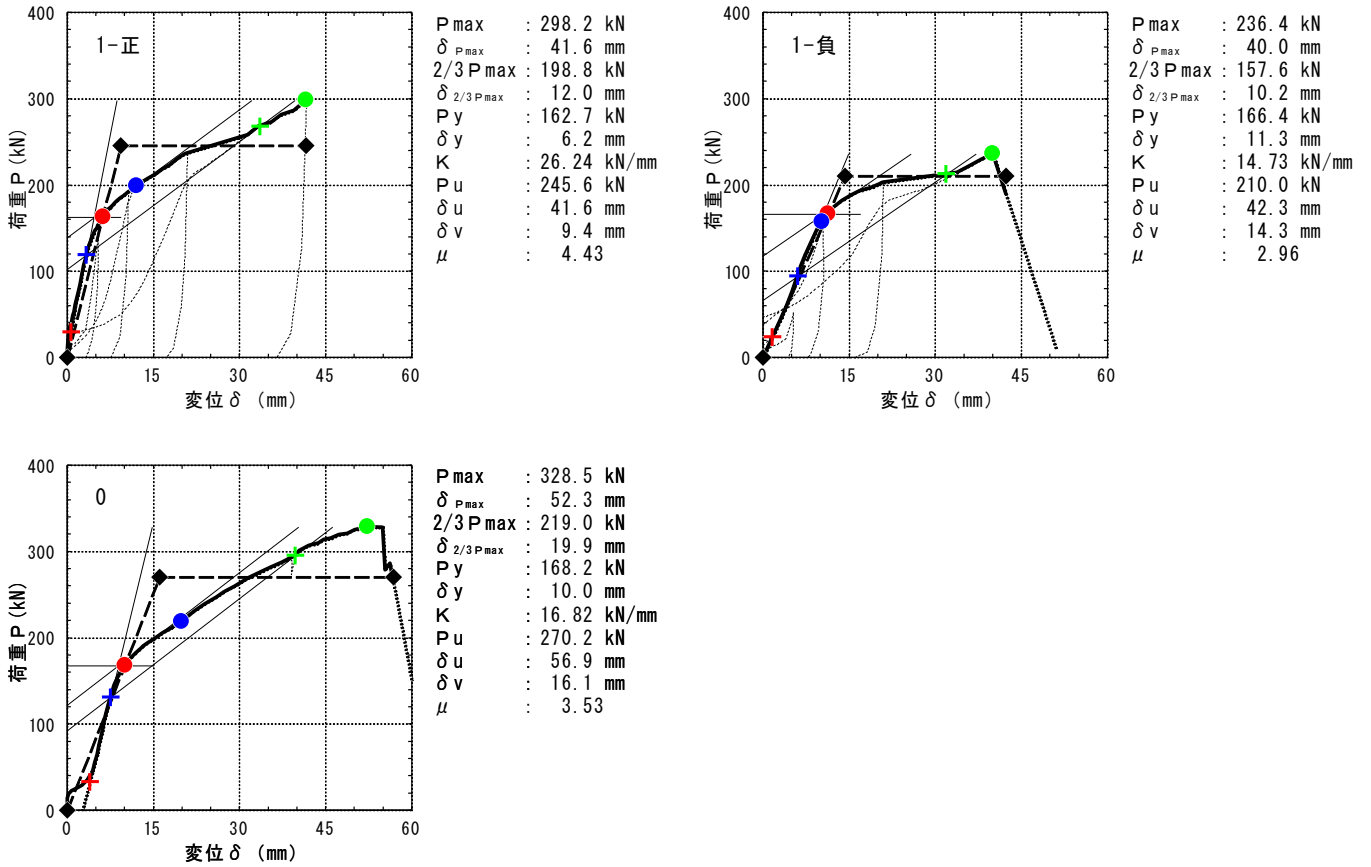 1-正
荷重P(kN)
400
300
200
100
0
0 15 30 45 60
変位δ (mm)
Pmax : 298.2 kN
δPmax : 41.6 mm
2/3Pmax : 198.8 kN
δ2/3Pmax : 12.0 mm
Py : 162.7 kN
δy : 6.2 mm
K : 26.24 kN/mm
Pu : 245.6 kN
δu : 41.6 mm
δv : 9.4 mm
μ : 4.43
1-負
荷重P(kN)
400
300
200
100
0
0 15 30 45 60
変位δ (mm)
Pmax : 236.4 kN
δPmax : 40.0 mm
2/3Pmax : 157.6 kN
δ2/3Pmax : 10.2 mm
Py : 166.4 kN
δy : 11.3 mm
K : 14.73 kN/mm
Pu : 210.0 kN
δu : 42.3 mm
δv : 14.3 mm
μ : 2.96
0
荷重P(kN)
400
300
200
100
0
0 15 30 45 60
変位δ (mm)
Pmax : 328.5 kN
δPmax : 52.3 mm
2/3Pmax : 219.0 kN
δ2/3Pmax : 19.9 mm
Py : 168.2 kN
δy : 10.0 mm
K : 16.82 kN/mm
Pu : 270.2 kN
δu : 56.9 mm
δv : 16.1 mm
μ : 3.53